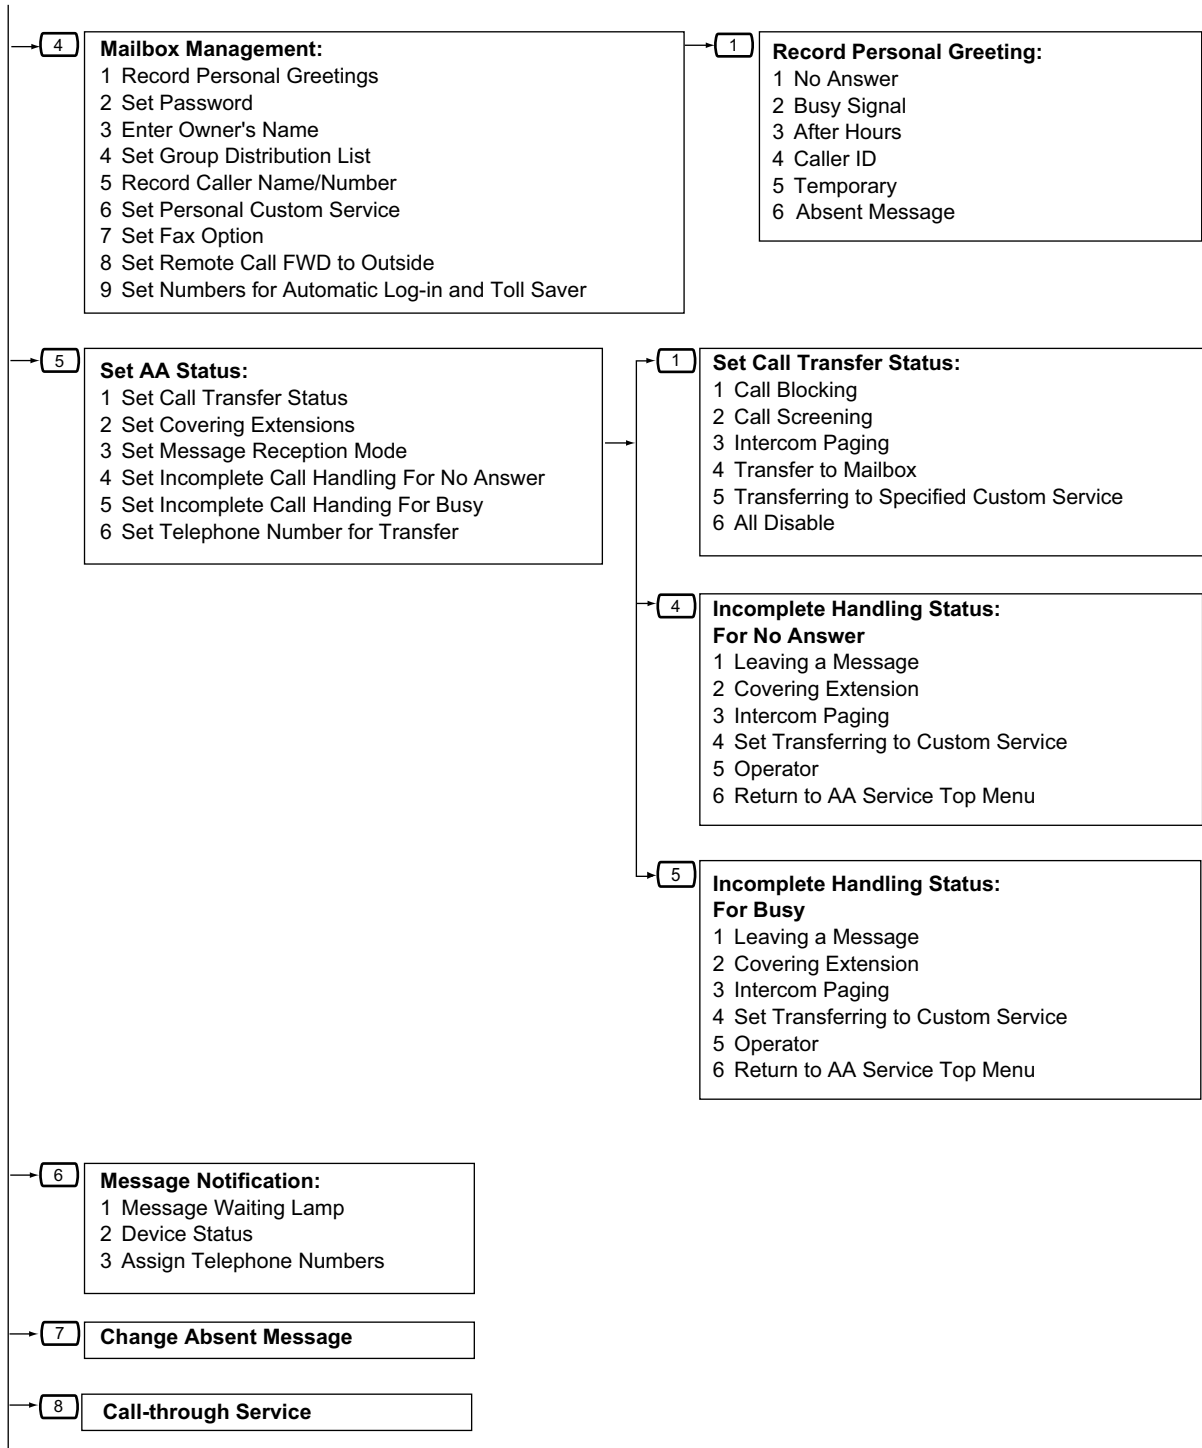 4
Mailbox Management:
1 Record Personal Greetings
2 Set Password
3 Enter Owner's Name
4 Set Group Distribution List
5 Record Caller Name/Number
6 Set Personal Custom Service
7 Set Fax Option
8 Set Remote Call FWD to Outside
9 Set Numbers for Automatic Log-in and Toll Saver
1
Record Personal Greeting:
1 No Answer
2 Busy Signal
3 After Hours
4 Caller ID
5 Temporary
6 Absent Message
5
Set AA Status:
1 Set Call Transfer Status
2 Set Covering Extensions
3 Set Message Reception Mode
4 Set Incomplete Call Handling For No Answer
5 Set Incomplete Call Handing For Busy
6 Set Telephone Number for Transfer
1
Set Call Transfer Status:
1 Call Blocking
2 Call Screening
3 Intercom Paging
4 Transfer to Mailbox
5 Transferring to Specified Custom Service
6 All Disable
4
Incomplete Handling Status:
For No Answer
1 Leaving a Message
2 Covering Extension
3 Intercom Paging
4 Set Transferring to Custom Service
5 Operator
6 Return to AA Service Top Menu
5
Incomplete Handling Status:
For Busy
1 Leaving a Message
2 Covering Extension
3 Intercom Paging
4 Set Transferring to Custom Service
5 Operator
6 Return to AA Service Top Menu
6
Message Notification:
1 Message Waiting Lamp
2 Device Status
3 Assign Telephone Numbers
7
Change Absent Message
8
Call-through Service